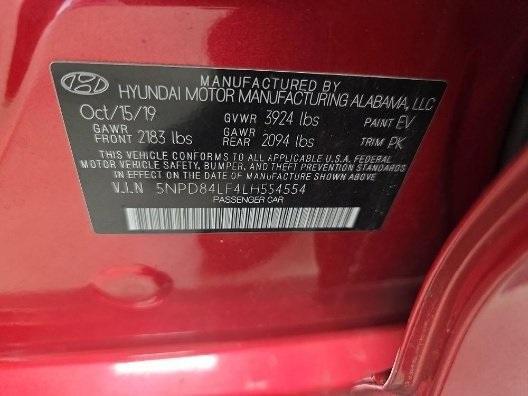 MANUFACTURED BY
HYUNDAI MOTOR MANUFACTURING ALABAMA, LLC
Oct/15/19 GVWR 3924 lbs PAINT EV
GAWR FRONT 2183 lbs GAWR REAR 2094 lbs TRIM PK
THIS VEHICLE CONFORMS TO ALL APPLICABLE U.S.A. FEDERAL
MOTOR VEHICLE SAFETY, BUMPER, AND THEFT PREVENTION STANDARDS
IN EFFECT ON THE DATE OF MANUFACTURE SHOWN ABOVE.
V.I.N 5NPD84LF4LH554554
PASSENGER CAR